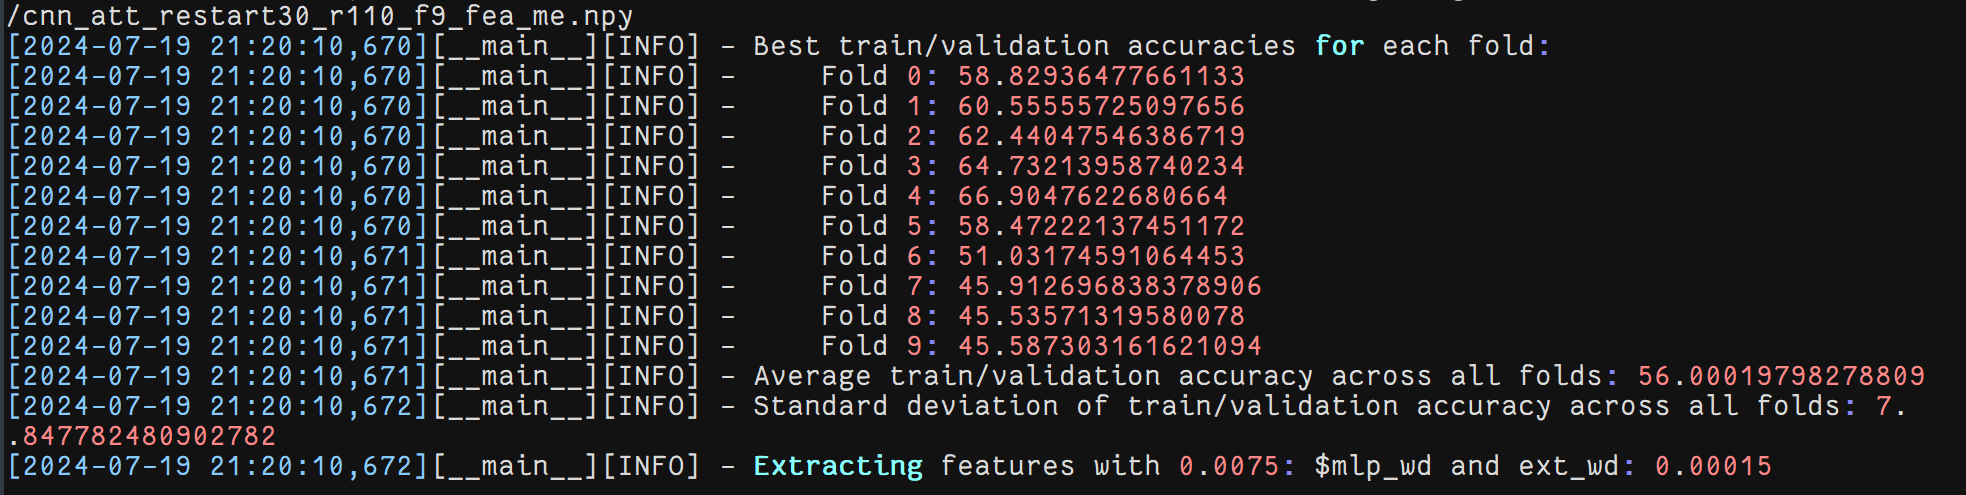 /cnn_att_restart30_r110_f9_fea_me.npy
[2024-07-19 21:20:10,670][__main__][INFO] - Best train/validation accuracies for each fold:
[2024-07-19 21:20:10,670][__main__][INFO] -     Fold 0: 58.82936477661133
[2024-07-19 21:20:10,670][__main__][INFO] -     Fold 1: 60.55555725097656
[2024-07-19 21:20:10,670][__main__][INFO] -     Fold 2: 62.44047546386719
[2024-07-19 21:20:10,670][__main__][INFO] -     Fold 3: 64.73213958740234
[2024-07-19 21:20:10,670][__main__][INFO] -     Fold 4: 66.9047622680664
[2024-07-19 21:20:10,670][__main__][INFO] -     Fold 5: 58.47222137451172
[2024-07-19 21:20:10,671][__main__][INFO] -     Fold 6: 51.03174591064453
[2024-07-19 21:20:10,671][__main__][INFO] -     Fold 7: 45.912696838378906
[2024-07-19 21:20:10,671][__main__][INFO] -     Fold 8: 45.53571319580078
[2024-07-19 21:20:10,671][__main__][INFO] -     Fold 9: 45.587303161621094
[2024-07-19 21:20:10,671][__main__][INFO] - Average train/validation accuracy across all folds: 56.00019798278809
[2024-07-19 21:20:10,672][__main__][INFO] - Standard deviation of train/validation accuracy across all folds: 7.
.847782480902782
[2024-07-19 21:20:10,672][__main__][INFO] - Extracting features with 0.0075: $mlp_wd and ext_wd: 0.00015